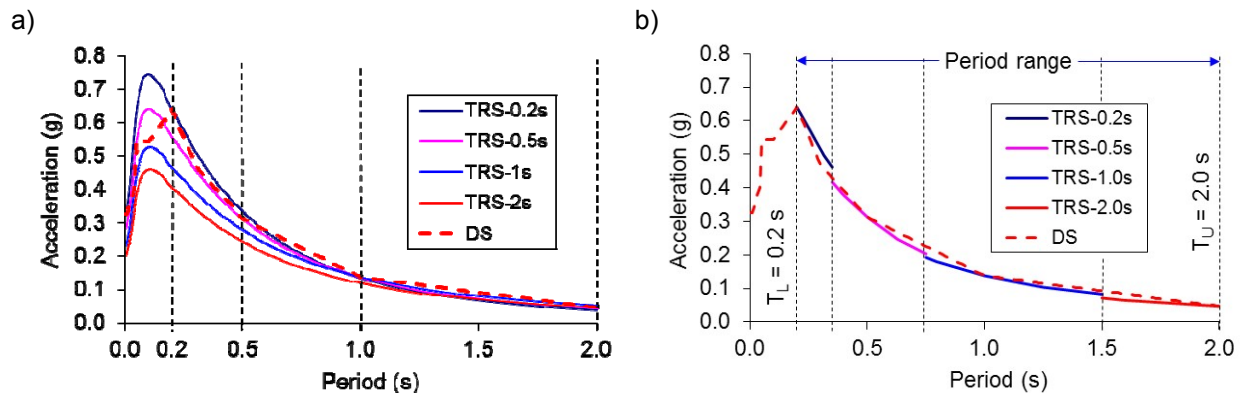 a)
Acceleration (g)
0.8
0.7
0.6
0.5
0.4
0.3
0.2
0.1
0.0
TRS-0.2s
TRS-0.5s
TRS-1s
TRS-2s
DS
0.0 0.2 0.5 1.0 1.5 2.0
Period (s)
b)
Acceleration (g)
0.8
0.7
0.6
0.5
0.4
0.3
0.2
0.1
0.0
Period range
TRS-0.2s
TRS-0.5s
TRS-1.0s
TRS-2.0s
DS
TL = 0.2 s
TU = 2.0 s
0.0 0.5 1.0 1.5 2.0
Period (s)